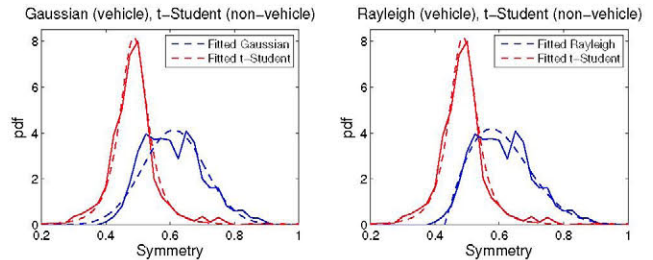 Gaussian (vehicle), t-Student (non-vehicle)
Fitted Gaussian
Fitted t-Student
pdf
8
6
4
2
0
0.2 0.4 0.6 0.8 1
Symmetry
Rayleigh (vehicle), t-Student (non-vehicle)
Fitted Rayleigh
Fitted t-Student
pdf
8
6
4
2
0
0.2 0.4 0.6 0.8 1
Symmetry